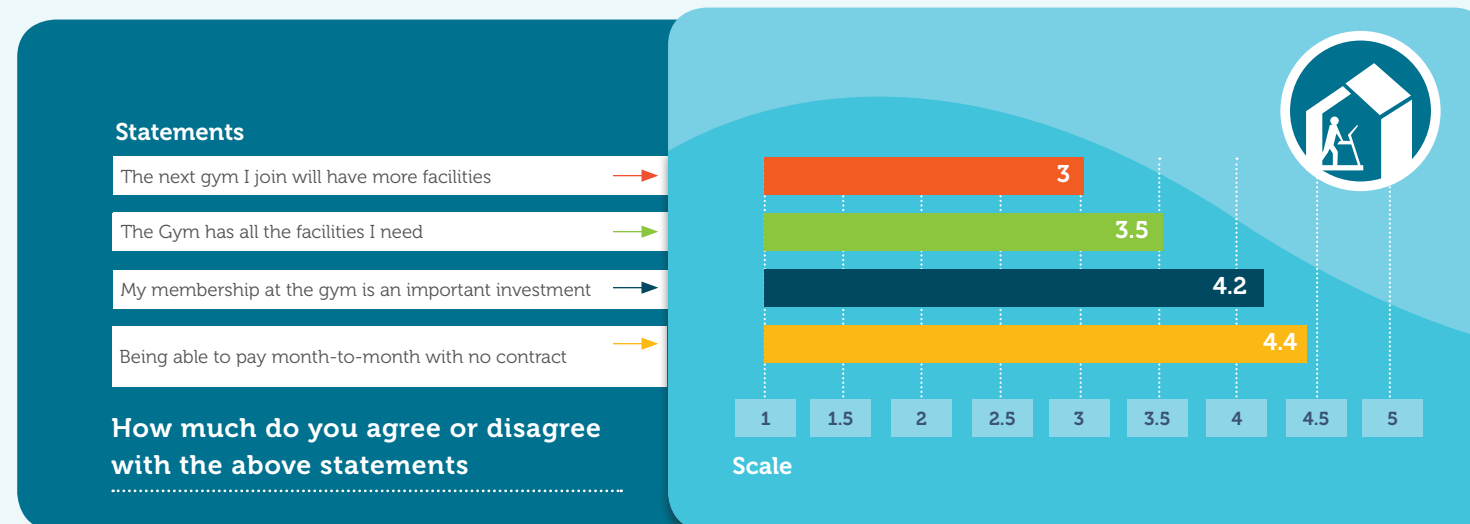 Statements
The next gym I join will have more facilities
The Gym has all the facilities I need
My membership at the gym is an important investment
Being able to pay month-to-month with no contract
How much do you agree or disagree
with the above statements
3
3.5
4.2
4.4
1 1.5 2 2.5 3 3.5 4 4.5 5
Scale